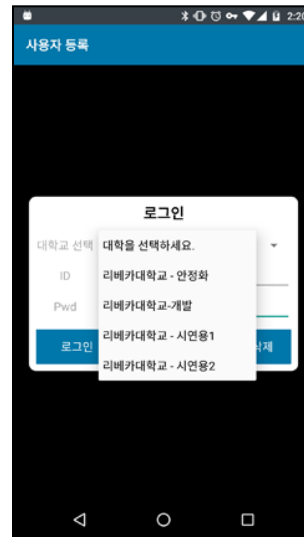 2:20
사용자 등록
로그인
대학교 선택
대학을 선택하세요.
ID
리베카대학교 - 안정화
Pwd
리베카대학교-개발
로그인
리베카대학교 - 시연용1
삭제
리베카대학교 - 시연용2